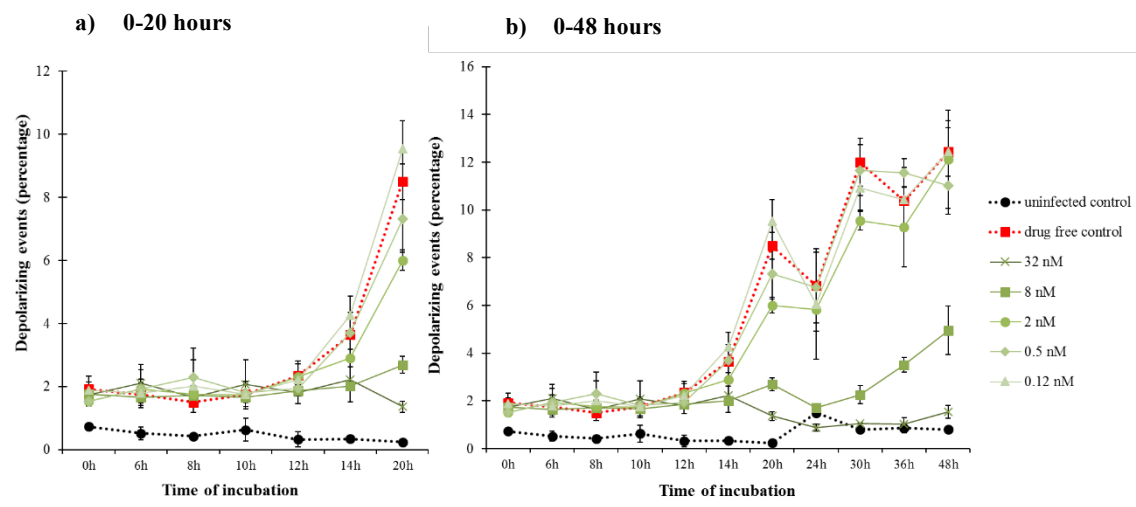 a) 0-20 hours
Depolarizing events (percentage)
12
10
8
6
4
2
0
0h 6h 8h 10h 12h 14h 20h
Time of incubation
b) 0-48 hours
Depolarizing events (percentage)
16
14
12
10
8
6
4
2
0
0h 6h 8h 10h 12h 14h 20h 24h 30h 36h 48h
Time of incubation
uninfected control
drug free control
32 nM
8 nM
2 nM
0.5 nM
0.12 nM